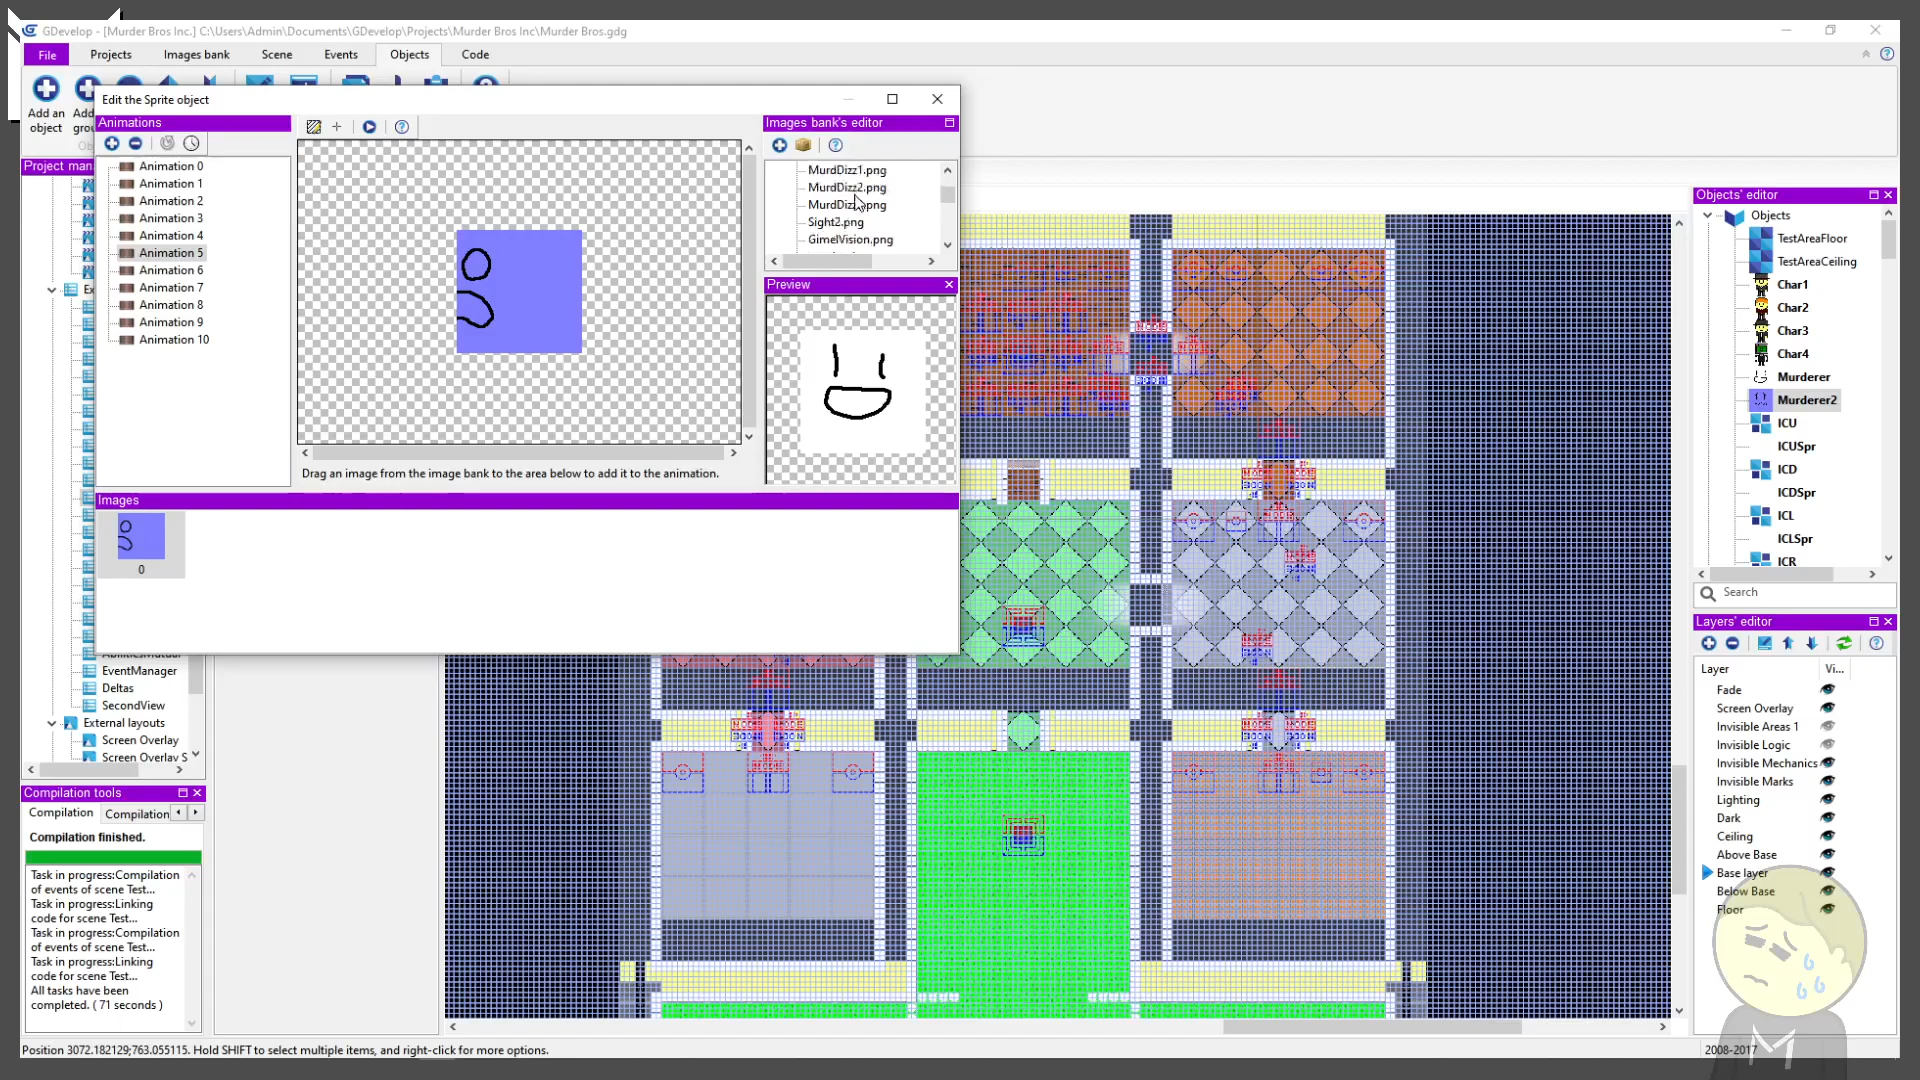 GDevelop - [Murder Bros Inc.] C:\Users\Admin\Documents\GDevelop\Projects\Murder Bros Inc\Murder Bros.gdg
File Projects Images bank Scene Events Objects Code
Add an
object
Add
grou
Edit the Sprite object
Animations
Animation 0
Animation 1
Animation 2
Animation 3
Animation 4
Animation 5
Animation 6
Animation 7
Animation 8
Animation 9
Animation 10
Drag an image from the image bank to the area below to add it to the animation.
Images
0
Images bank's editor
MurdDizz1.png
MurdDizz2.png
Sight2.png
GimelVision.png
Preview
Project man
Ex
EventManager
Deltas
SecondView
External layouts
Screen Overlay
Screen Overlay S
Compilation tools
Compilation Compilation
Compilation finished.
Task in progress:Compilation
of events of scene Test...
Task in progress:Linking
code for scene Test...
Task in progress:Compilation
of events of scene Test...
Task in progress:Linking
code for scene Test...
All tasks have been
completed. ( 71 seconds )
Objects' editor
Objects
TestAreaFloor
TestAreaCeiling
Char1
Char2
Char3
Char4
Murderer
Murderer2
ICU
ICUSpr
ICD
ICDSpr
ICL
ICLSpr
ICR
Search
Layers' editor
Layer Vi...
Fade
Screen Overlay
Invisible Areas 1
Invisible Logic
Invisible Mechanics
Invisible Marks
Lighting
Dark
Ceiling
Above Base
Base layer
Below Base
Floor
Position 3072.182129;763.055115. Hold SHIFT to select multiple items, and right-click for more options.
2008-2017